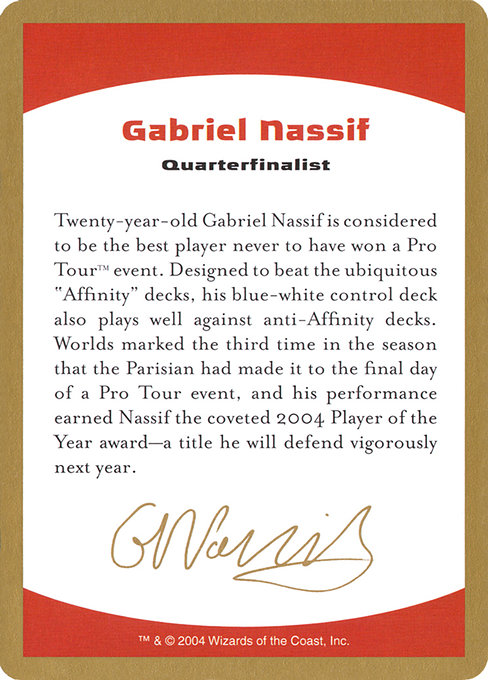 Gabriel Nassif
Quarterfinalist
Twenty-year-old Gabriel Nassif is considered
to be the best player never to have won a Pro
Tour™ event. Designed to beat the ubiquitous
"Affinity" decks, his blue-white control deck
also plays well against anti-Affinity decks.
Worlds marked the third time in the season
that the Parisian had made it to the final day
of a Pro Tour event, and his performance
earned Nassif the coveted 2004 Player of the
Year award—a title he will defend vigorously
next year.
GNassif
™ & © 2004 Wizards of the Coast, Inc.